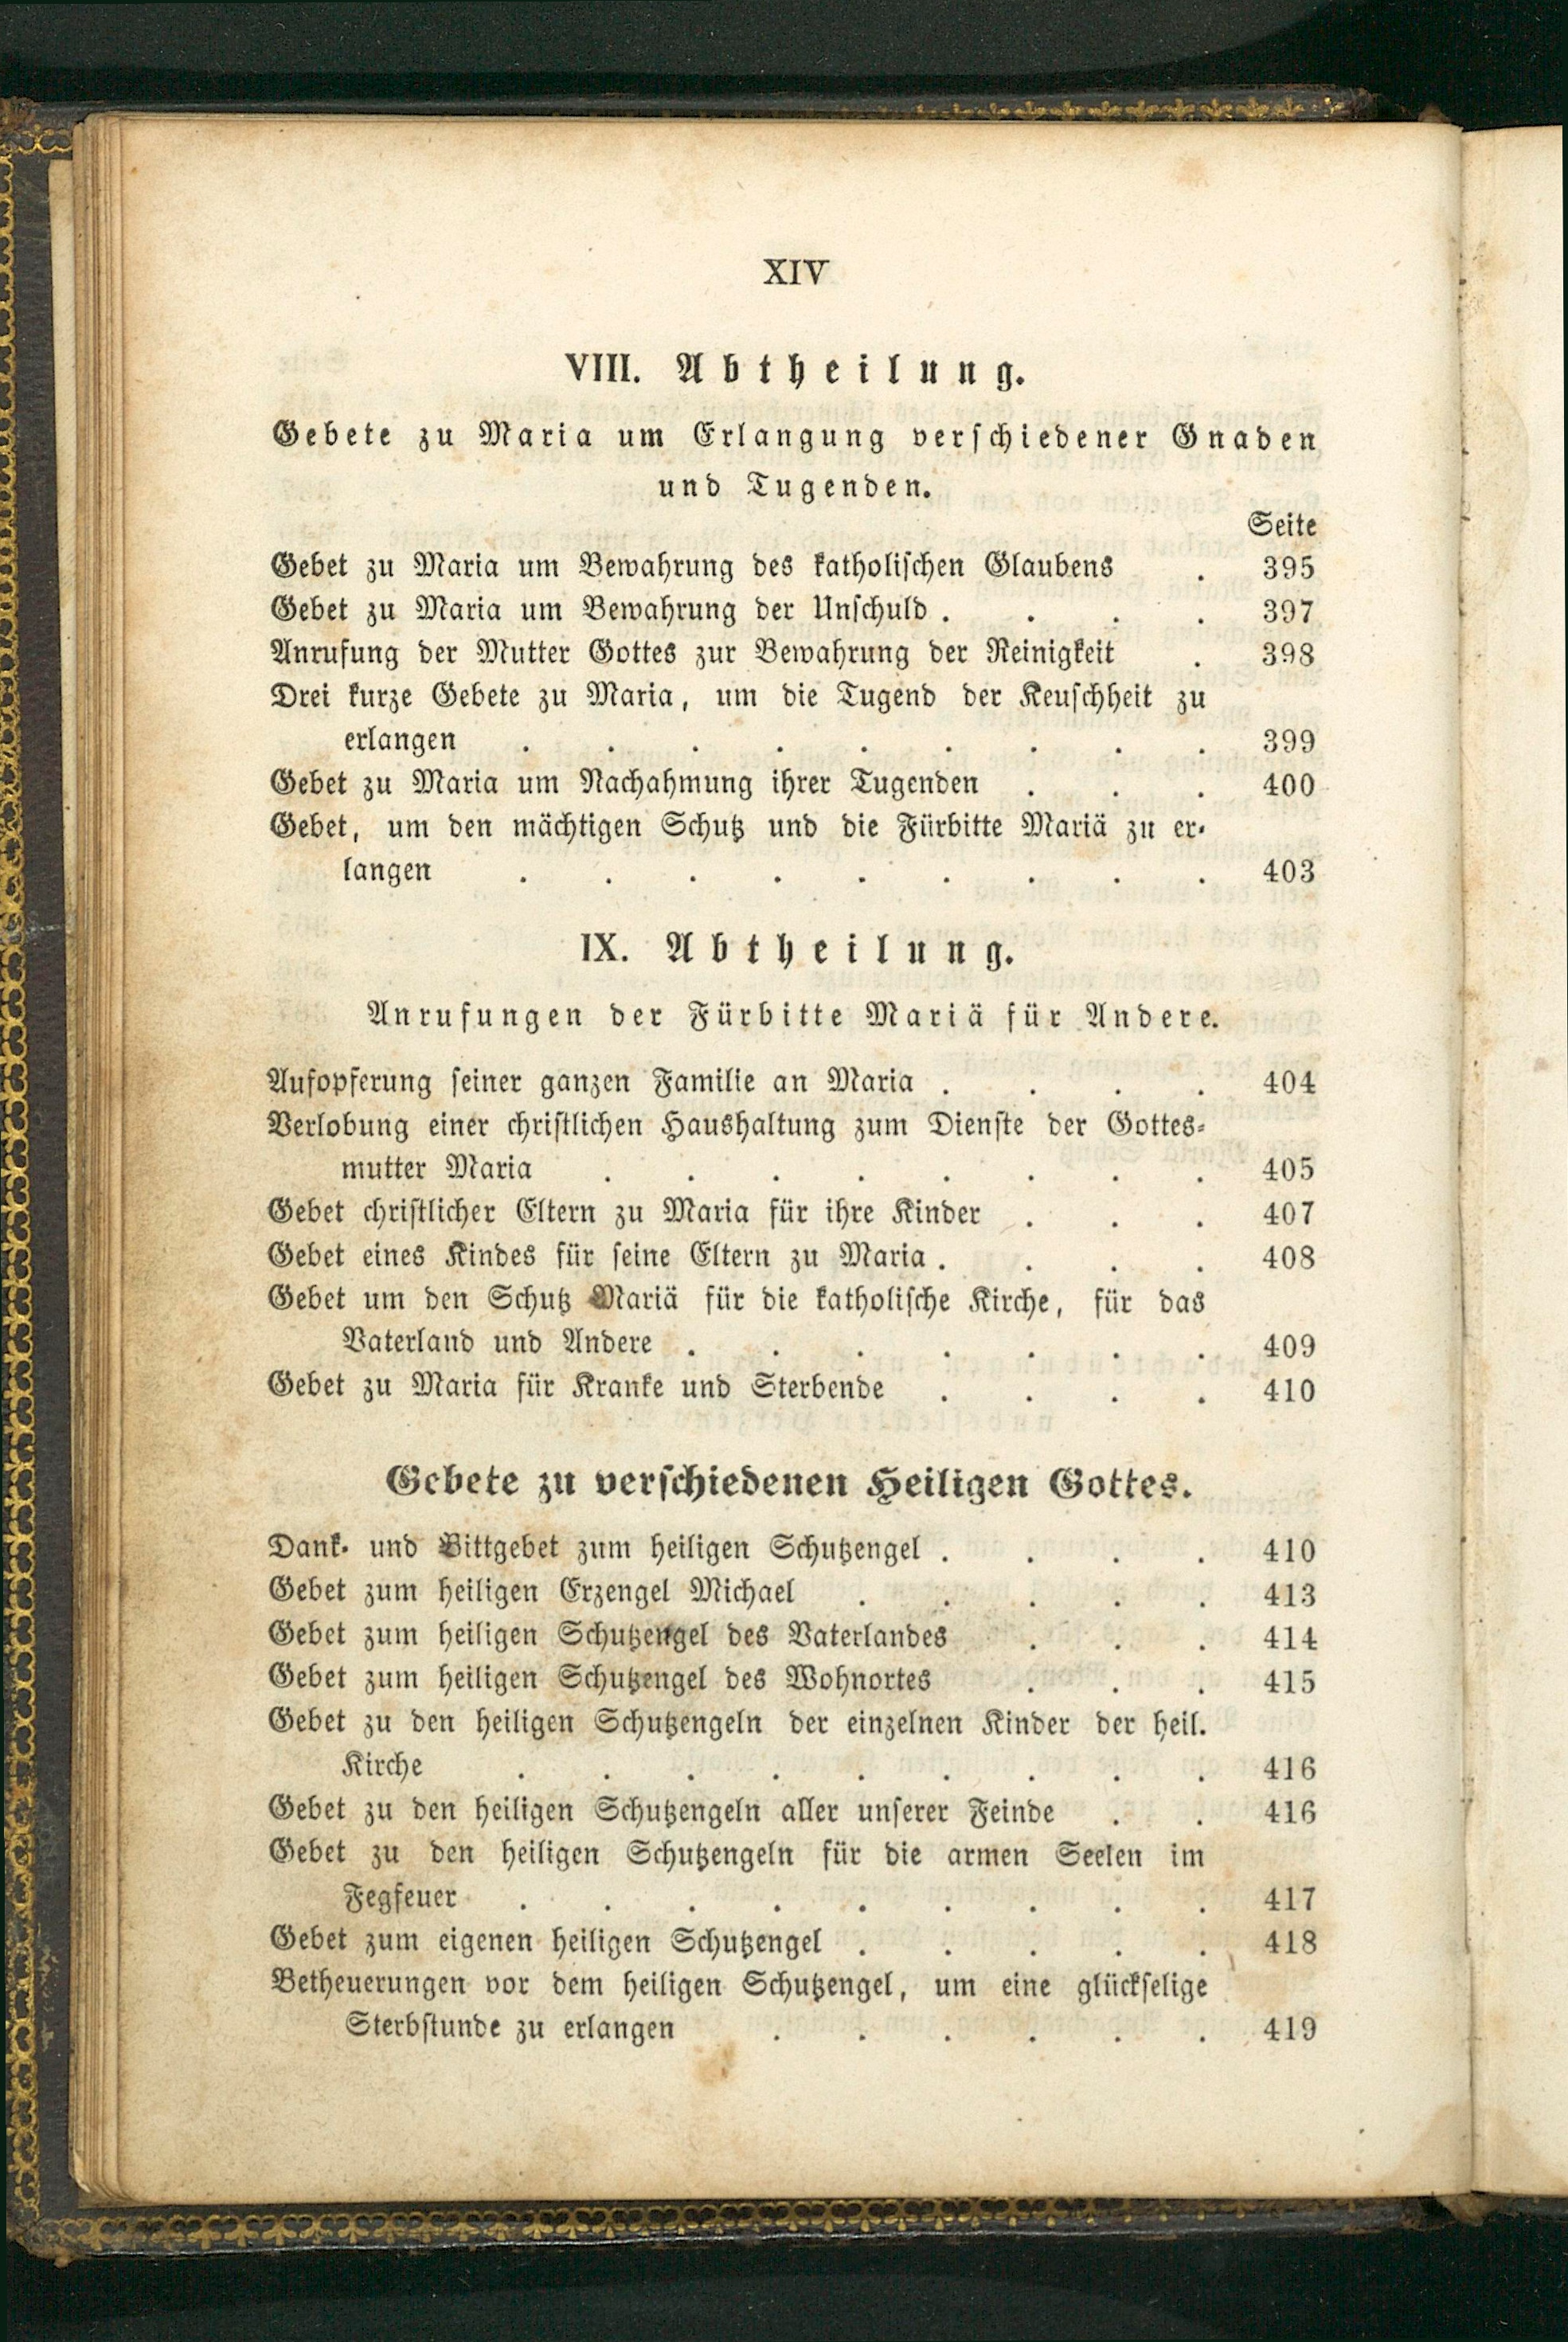 XIV
VIII. Abtheilung.
Gebete zu Maria um Erlangung verschiedener Gnaden
und Tugenden.
Seite
Gebet zu Maria um Bewahrung des katholischen Glaubens . 395
Gebet zu Maria um Bewahrung der Unschuld . . . . 397
Anrufung der Mutter Gottes zur Bewahrung der Reinigkeit . 398
Drei kurze Gebete zu Maria, um die Tugend der Keuschheit zu
erlangen . . . . . . . . . 399
Gebet zu Maria um Nachahmung ihrer Tugenden . . . 400
Gebet, um den mächtigen Schutz und die Fürbitte Mariä zu er-
langen . . . . . . . . . 403
IX. Abtheilung.
Anrufungen der Fürbitte Mariä für Andere.
Aufopferung seiner ganzen Familie an Maria . . . . 404
Verlobung einer christlichen Haushaltung zum Dienste der Gottes-
mutter Maria . . . . . . . . 405
Gebet christlicher Eltern zu Maria für ihre Kinder . . . 407
Gebet eines Kindes für seine Eltern zu Maria . . . . 408
Gebet um den Schutz Mariä für die katholische Kirche, für das
Vaterland und Andere . . . . . . . 409
Gebet zu Maria für Kranke und Sterbende . . . . 410
Gebete zu verschiedenen Heiligen Gottes.
Dank- und Bittgebet zum heiligen Schutzengel . . . . 410
Gebet zum heiligen Erzengel Michael . . . . . 413
Gebet zum heiligen Schutzengel des Vaterlandes . . . 414
Gebet zum heiligen Schutzengel des Wohnortes . . . 415
Gebet zu den heiligen Schutzengeln der einzelnen Kinder der heil.
Kirche . . . . . . . . . 416
Gebet zu den heiligen Schutzengeln aller unserer Feinde . . 416
Gebet zu den heiligen Schutzengeln für die armen Seelen im
Fegfeuer . . . . . . . . . 417
Gebet zum eigenen heiligen Schutzengel . . . . . 418
Betheuerungen vor dem heiligen Schutzengel, um eine glückselige
Sterbstunde zu erlangen . . . . . . 419